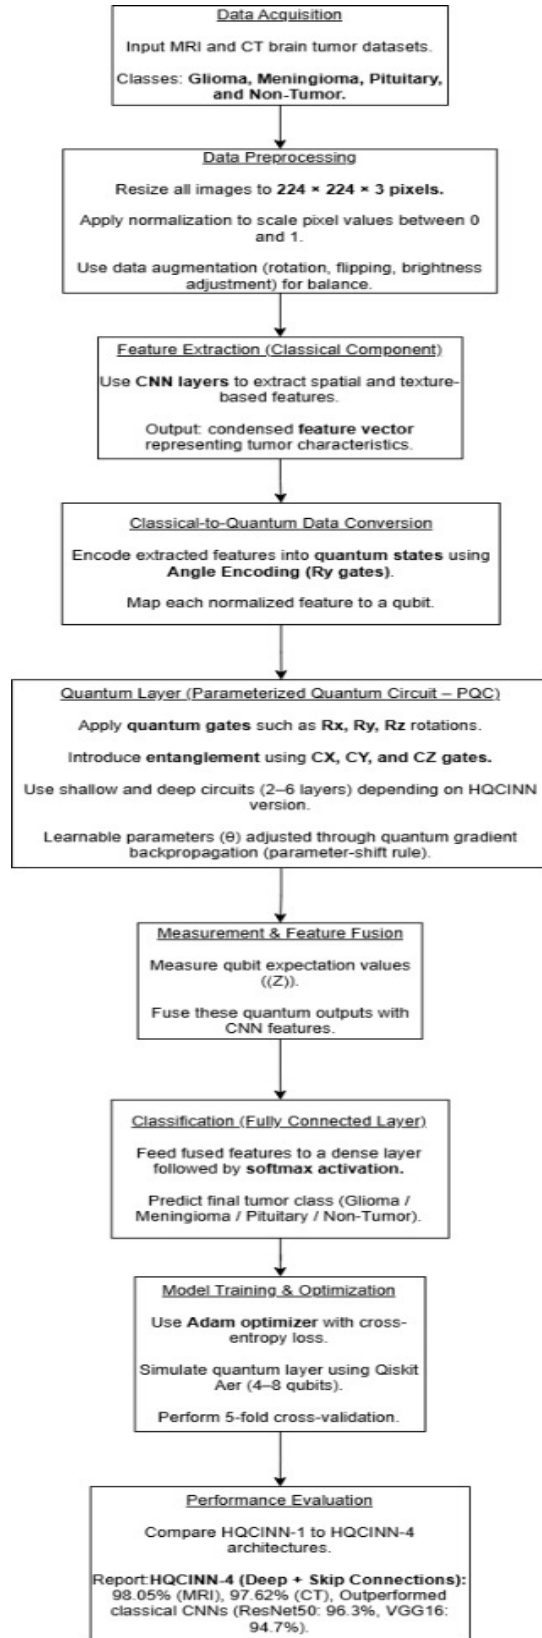 Data Acquisition
Input MRI and CT brain tumor datasets.
Classes: Glioma, Meningioma, Pituitary,
and Non-Tumor.
Data Preprocessing
Resize all images to 224 × 224 × 3 pixels.
Apply normalization to scale pixel values between 0
and 1.
Use data augmentation (rotation, flipping, brightness
adjustment) for balance.
Feature Extraction (Classical Component)
Use CNN layers to extract spatial and texture-
based features.
Output: condensed feature vector
representing tumor characteristics.
Classical-to-Quantum Data Conversion
Encode extracted features into quantum states using
Angle Encoding (Ry gates).
Map each normalized feature to a qubit.
Quantum Layer (Parameterized Quantum Circuit – PQC)
Apply quantum gates such as Rx, Ry, Rz rotations.
Introduce entanglement using CX, CY, and CZ gates.
Use shallow and deep circuits (2–6 layers) depending on HQCINN
version.
Learnable parameters (θ) adjusted through quantum gradient
backpropagation (parameter-shift rule).
Measurement & Feature Fusion
Measure qubit expectation values
(⟨Z⟩).
Fuse these quantum outputs with
CNN features.
Classification (Fully Connected Layer)
Feed fused features to a dense layer
followed by softmax activation.
Predict final tumor class (Glioma /
Meningioma / Pituitary / Non-Tumor).
Model Training & Optimization
Use Adam optimizer with cross-
entropy loss.
Simulate quantum layer using Qiskit
Aer (4–8 qubits).
Perform 5-fold cross-validation.
Performance Evaluation
Compare HQCINN-1 to HQCINN-4
architectures.
Report:HQCINN-4 (Deep + Skip Connections):
98.05% (MRI), 97.62% (CT), Outperformed
classical CNNs (ResNet50: 96.3%, VGG16:
94.7%).